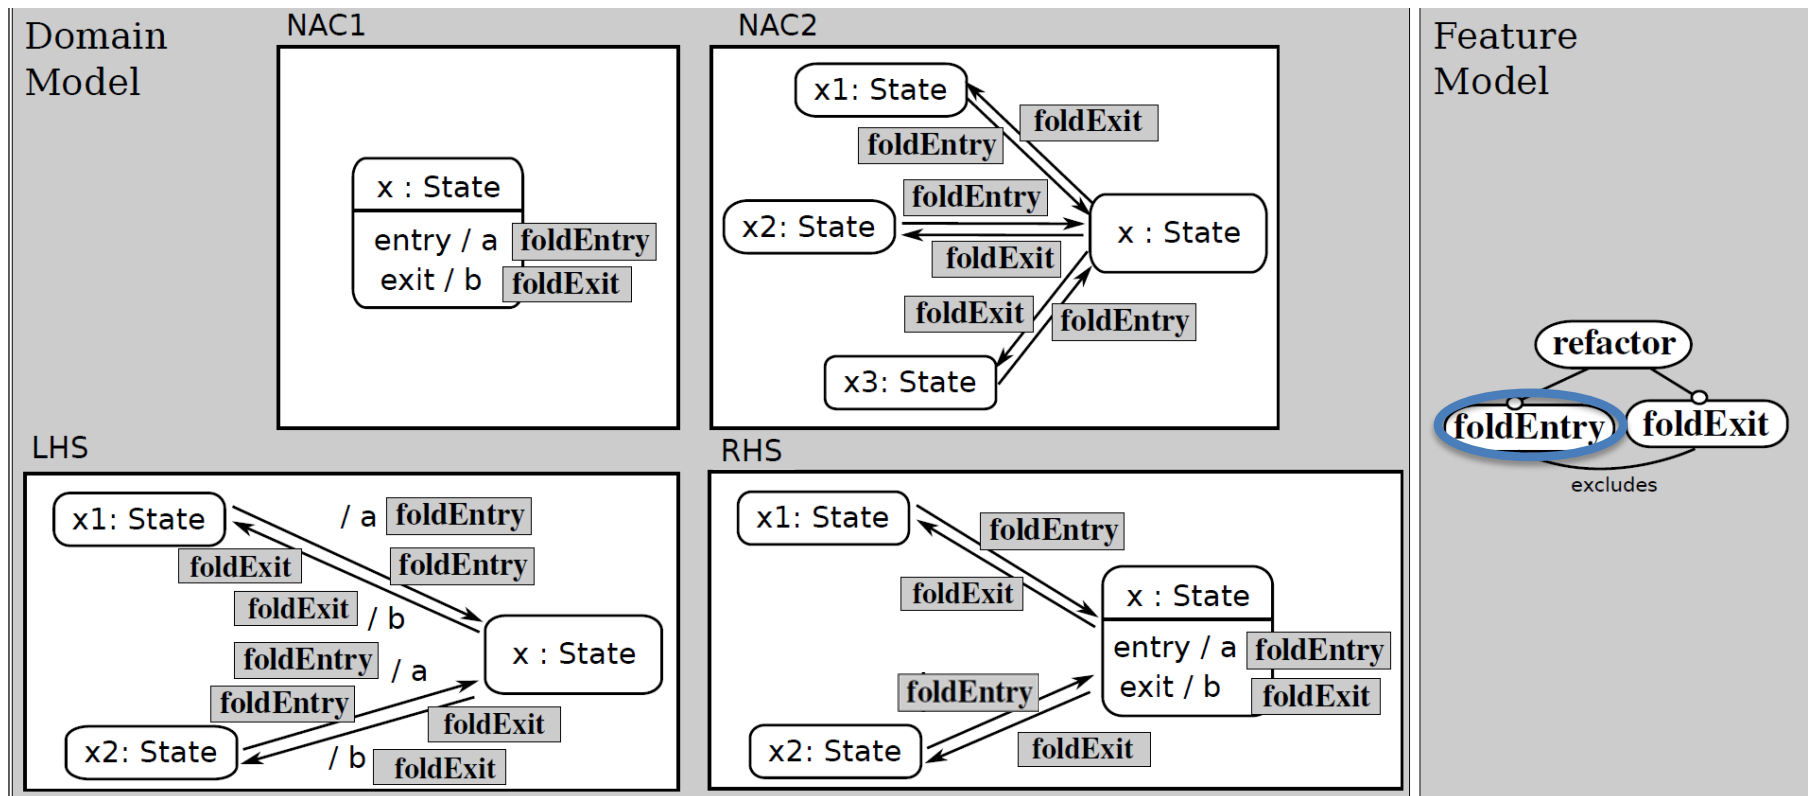 Domain
Model
NAC1
x : State
entry / a foldEntry
exit / b foldExit
NAC2
x1: State
foldExit
foldEntry
foldEntry
x2: State
x : State
foldExit
foldExit
foldEntry
x3: State
LHS
x1: State
/ a foldEntry
foldExit
foldEntry
foldExit / b
x : State
foldEntry / a
foldEntry
foldExit
x2: State
/ b foldExit
RHS
x1: State
foldEntry
foldExit
x : State
entry / a foldEntry
exit / b foldExit
foldEntry
x2: State
foldExit
Feature
Model
refactor
foldEntry
foldExit
excludes